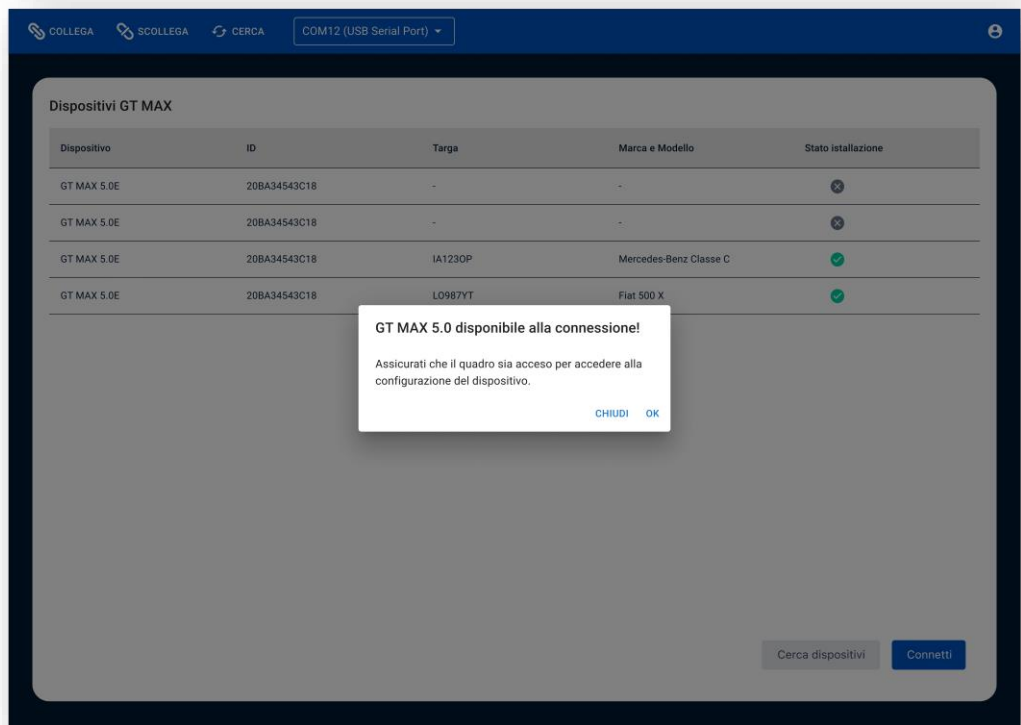 COLLEGA SCOLLEGA CERCA COM12 (USB Serial Port)
Dispositivi GT MAX
Dispositivo ID Targa Marca e Modello Stato istallazione
GT MAX 5.0E 20BA34543C18 - -
GT MAX 5.0E 20BA34543C18 - -
GT MAX 5.0E 20BA34543C18 IA123OP Mercedes-Benz Classe C
GT MAX 5.0E 20BA34543C18 LO987YT Fiat 500 X
GT MAX 5.0 disponibile alla connessione!
Assicurati che il quadro sia acceso per accedere alla
configurazione del dispositivo.
CHIUDI OK
Cerca dispositivi Connetti